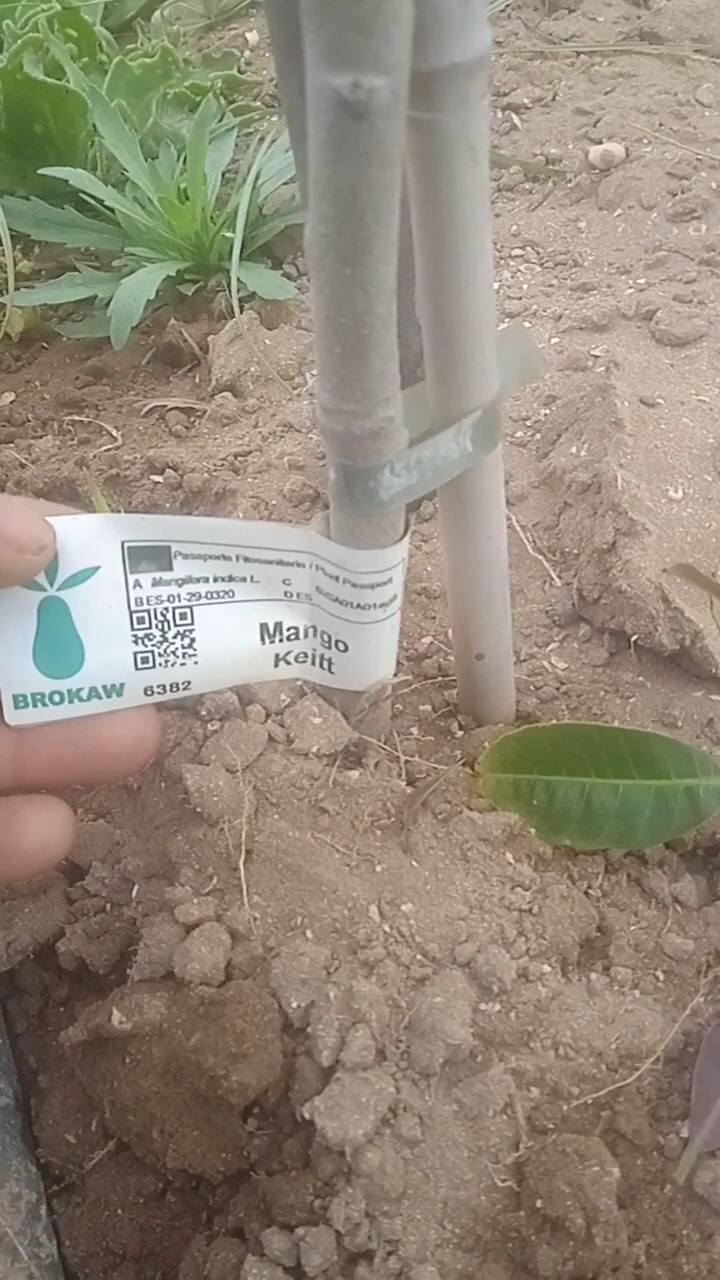 Pasaporte Fitosanitario / Plant Passport
A Mangifera indica L. C
B ES-01-29-0320 D ES
Mango
Keitt
BROKAW 6382